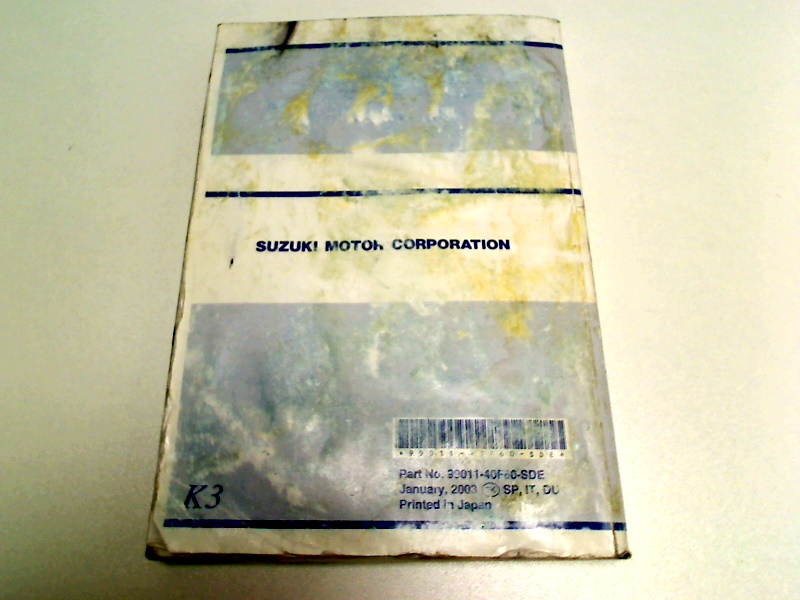 SUZUKI MOTOR CORPORATION
Part No. 99011-40F60-SDE
January, 2003 SP, IT, DU
Printed in Japan
K3